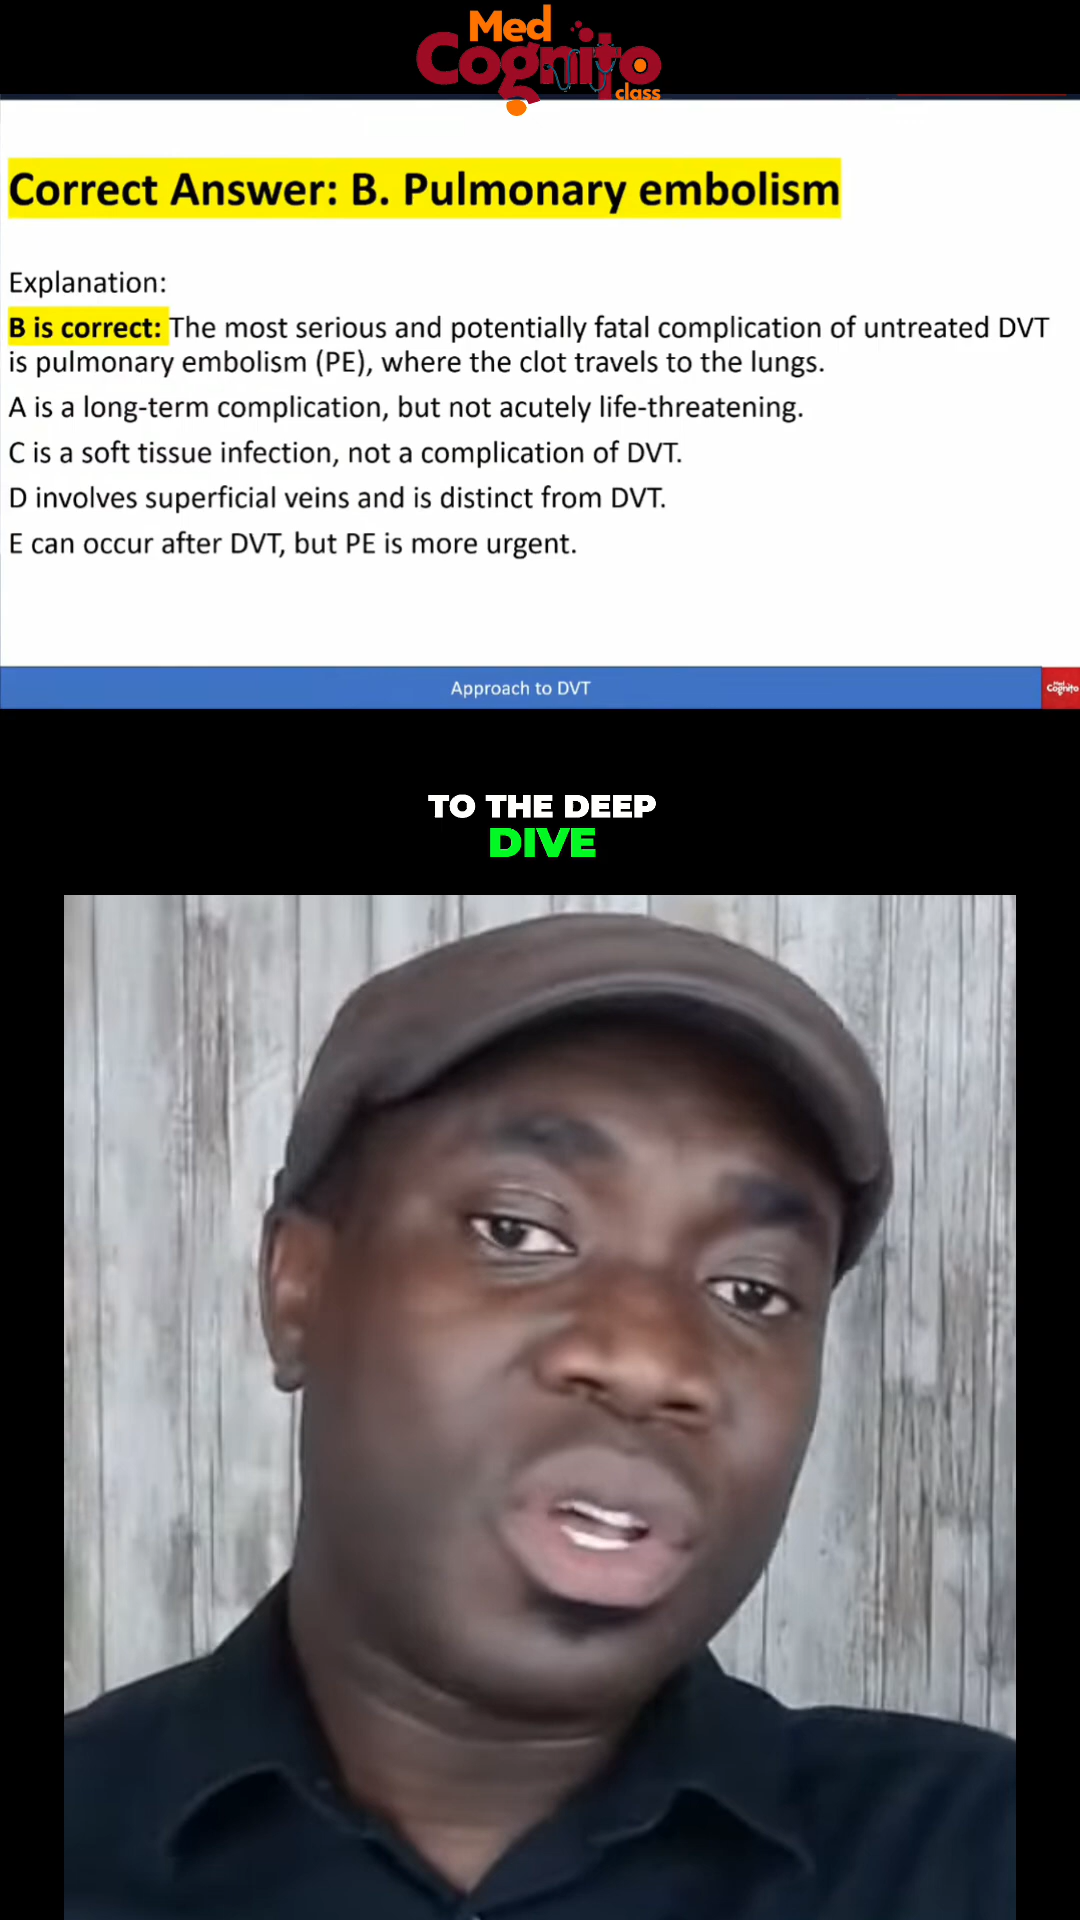 Med
Cognito
class
Correct Answer: B. Pulmonary embolism
Explanation:
B is correct: The most serious and potentially fatal complication of untreated DVT
is pulmonary embolism (PE), where the clot travels to the lungs.
A is a long-term complication, but not acutely life-threatening.
C is a soft tissue infection, not a complication of DVT.
D involves superficial veins and is distinct from DVT.
E can occur after DVT, but PE is more urgent.
Approach to DVT
Med
Cognito
TO THE DEEP
DIVE